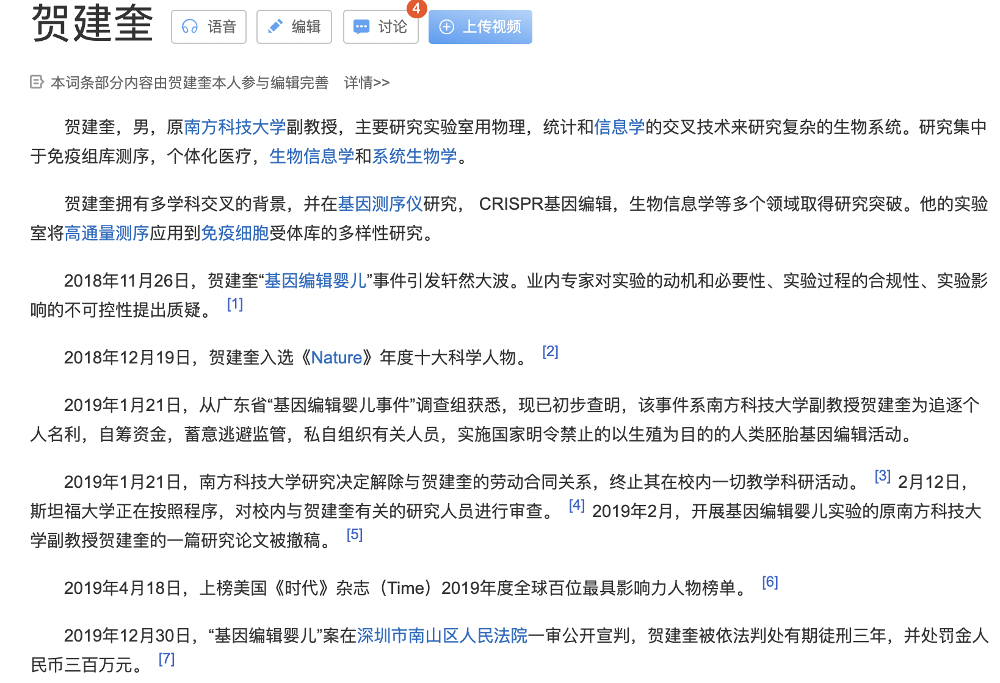 贺建奎 语音 编辑 讨论 4 上传视频
本词条部分内容由贺建奎本人参与编辑完善 详情>>
贺建奎，男，原南方科技大学副教授，主要研究实验室用物理，统计和信息学的交叉技术来研究复杂的生物系统。研究集中
于免疫组库测序，个体化医疗，生物信息学和系统生物学。
贺建奎拥有多学科交叉的背景，并在基因测序仪研究， CRISPR基因编辑，生物信息学等多个领域取得研究突破。他的实验
室将高通量测序应用到免疫细胞受体库的多样性研究。
2018年11月26日，贺建奎“基因编辑婴儿”事件引发轩然大波。业内专家对实验的动机和必要性、实验过程的合规性、实验影
响的不可控性提出质疑。 [1]
2018年12月19日，贺建奎入选《Nature》年度十大科学人物。 [2]
2019年1月21日，从广东省“基因编辑婴儿事件”调查组获悉，现已初步查明，该事件系南方科技大学副教授贺建奎为追逐个
人名利，自筹资金，蓄意逃避监管，私自组织有关人员，实施国家明令禁止的以生殖为目的的人类胚胎基因编辑活动。
2019年1月21日，南方科技大学研究决定解除与贺建奎的劳动合同关系，终止其在校内一切教学科研活动。 [3] 2月12日，
斯坦福大学正在按照程序，对校内与贺建奎有关的研究人员进行审查。 [4] 2019年2月，开展基因编辑婴儿实验的原南方科技大
学副教授贺建奎的一篇研究论文被撤稿。 [5]
2019年4月18日，上榜美国《时代》杂志（Time）2019年度全球百位最具影响力人物榜单。 [6]
2019年12月30日，“基因编辑婴儿”案在深圳市南山区人民法院一审公开宣判，贺建奎被依法判处有期徒刑三年，并处罚金人
民币三百万元。 [7]